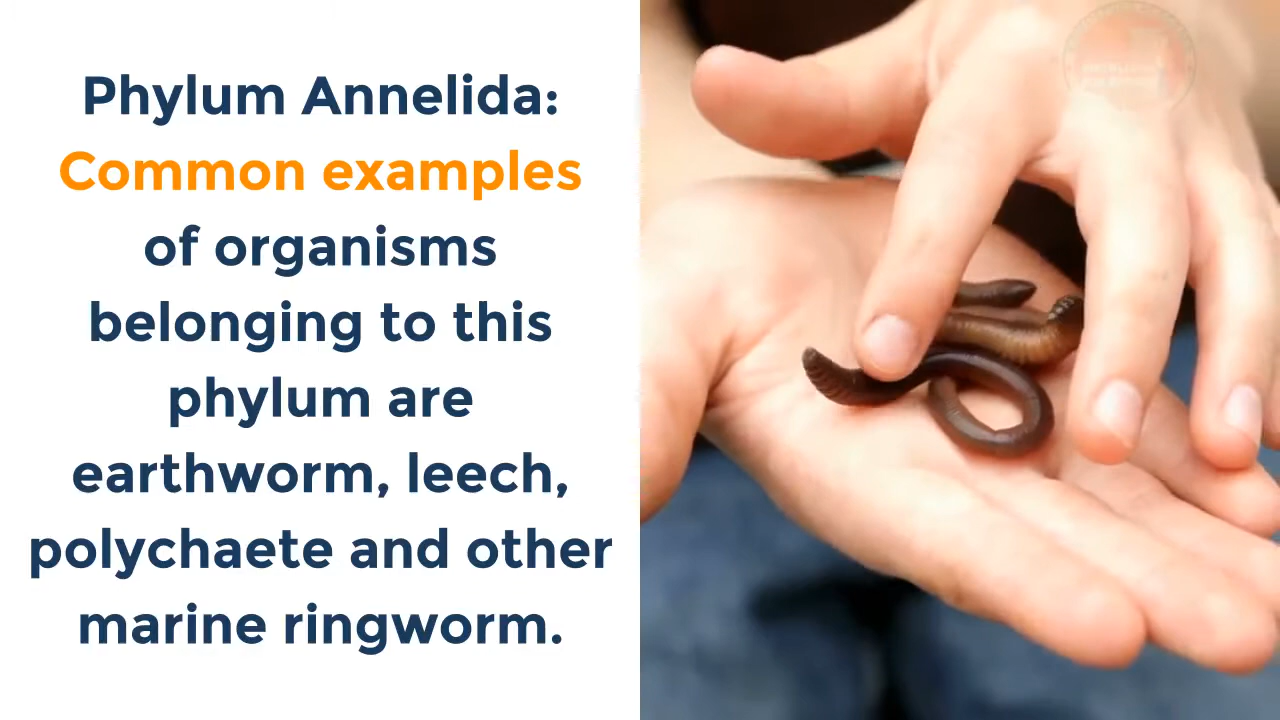 Phylum Annelida:
Common examples
of organisms
belonging to this
phylum are
earthworm, leech,
polychaete and other
marine ringworm.